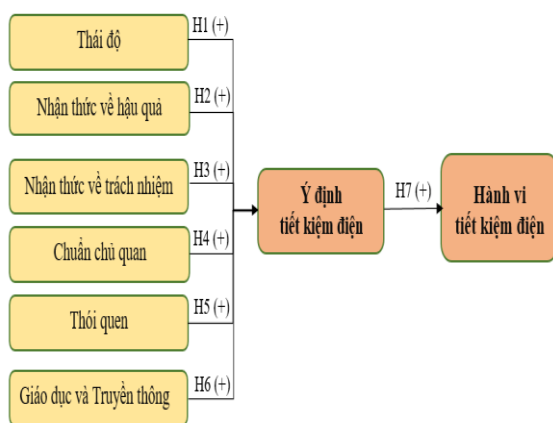 Thái độ
H1 (+)
Nhận thức về hậu quả
H2 (+)
Nhận thức về trách nhiệm
H3 (+)
Chuẩn chủ quan
H4 (+)
Thói quen
H5 (+)
Giáo dục và Truyền thông
H6 (+)
Ý định
tiết kiệm điện
H7 (+)
Hành vi
tiết kiệm điện